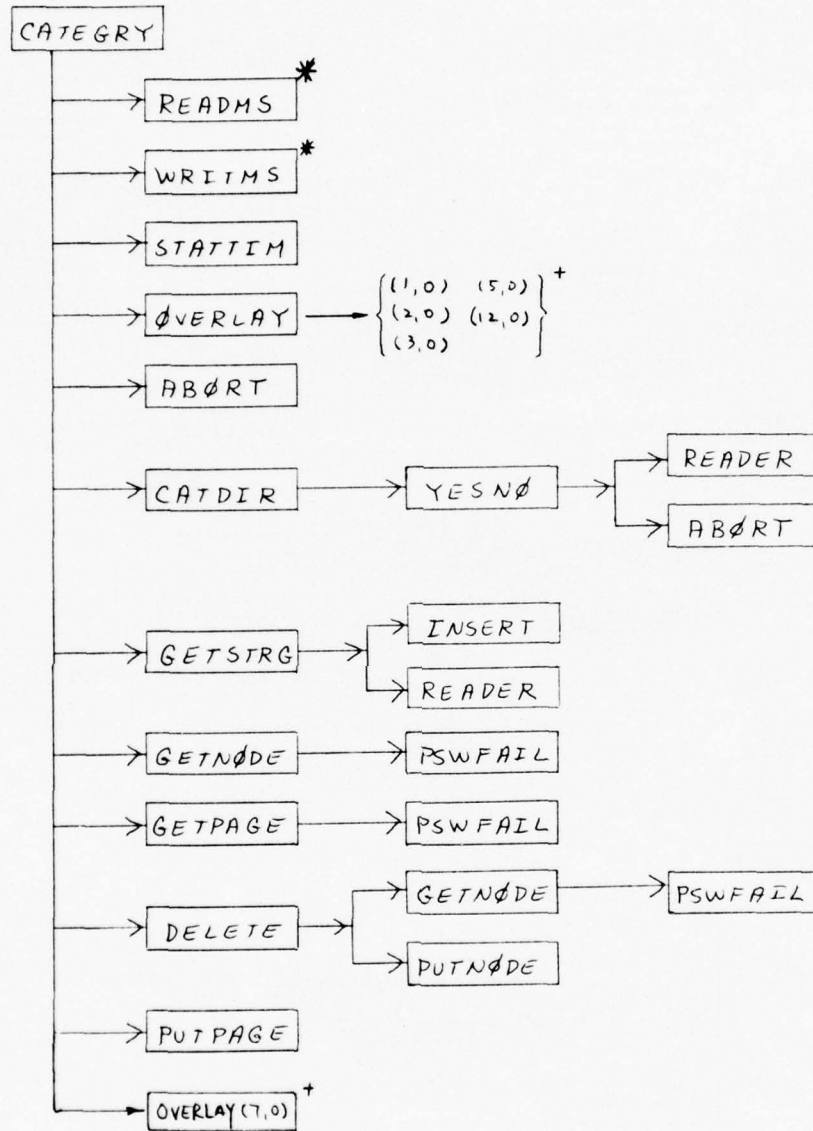 CATEGRY
READMS*
WRITMS*
STATTIM
ØVERLAY
{(1,0) (5,0)
(2,0) (12,0)
(3,0)}+
ABØRT
CATDIR
YESNØ
READER
ABØRT
GETSTRG
INSERT
READER
GETNØDE
PSWFAIL
GETPAGE
PSWFAIL
DELETE
GETNØDE
PSWFAIL
PUTNØDE
PUTPAGE
OVERLAY(7,0)+